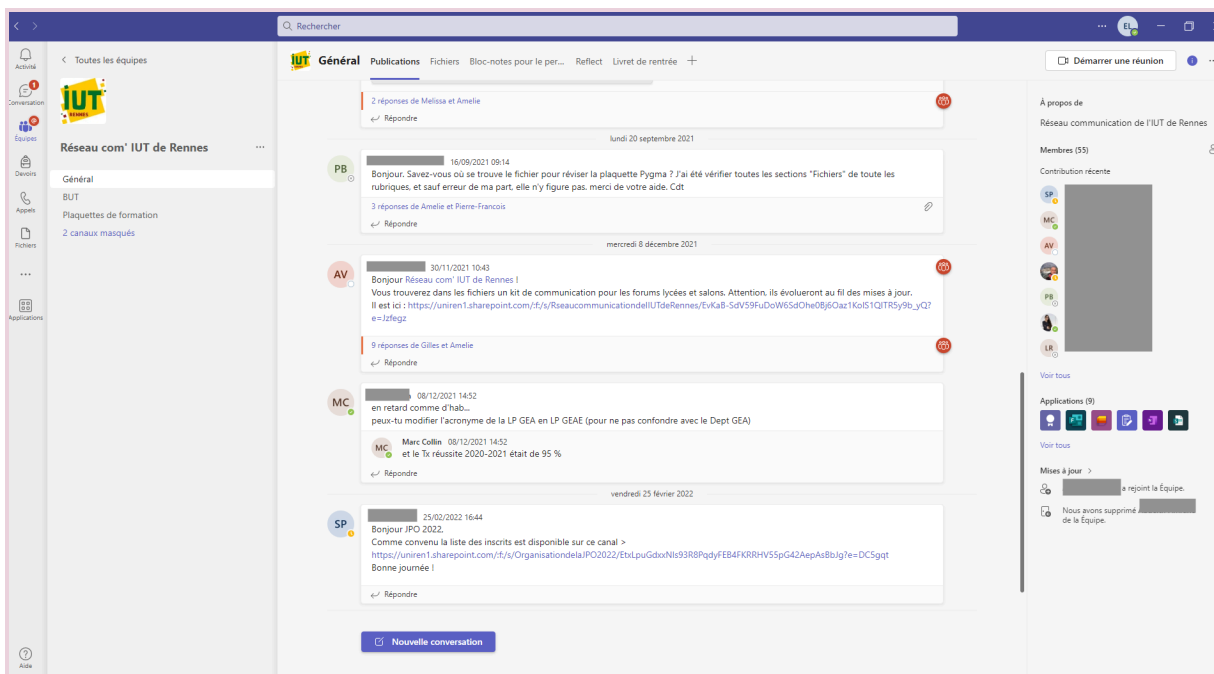 Rechercher
EL
Activité
Conversation
Équipes
Devoirs
Appels
Fichiers
Applications
Aide
Toutes les équipes
IUT
RENNES
Réseau com' IUT de Rennes
Général
BUT
Plaquettes de formation
2 canaux masqués
IUT
Général
Publications Fichiers Bloc-notes pour le per... Reflect Livret de rentrée
Démarrer une réunion
2 réponses de Melissa et Amelie
Répondre
lundi 20 septembre 2021
PB
16/09/2021 09:14
Bonjour. Savez-vous où se trouve le fichier pour réviser la plaquette Pygma ? J'ai été vérifier toutes les sections "Fichiers" de toute les
rubriques, et sauf erreur de ma part, elle n'y figure pas. merci de votre aide. Cdt
3 réponses de Amelie et Pierre-Francois
Répondre
mercredi 8 décembre 2021
AV
30/11/2021 10:43
Bonjour Réseau com' IUT de Rennes !
Vous trouverez dans les fichiers un kit de communication pour les forums lycées et salons. Attention, ils évolueront au fil des mises à jour.
Il est ici : https://uniren1.sharepoint.com/:f:/s/RseaucommunicationdelIUTdeRennes/EvKaB-SdV59FuDoW6SdOhe0Bj6Oaz1KolS1QITR5y9b_yQ?
e=Jzfegz
9 réponses de Gilles et Amelie
Répondre
MC
08/12/2021 14:52
en retard comme d'hab...
peux-tu modifier l'acronyme de la LP GEA en LP GEAE (pour ne pas confondre avec le Dept GEA)
MC
Marc Collin 08/12/2021 14:52
et le Tx réussite 2020-2021 était de 95 %
Répondre
vendredi 25 février 2022
SP
25/02/2022 16:44
Bonjour JPO 2022,
Comme convenu la liste des inscrits est disponible sur ce canal >
https://uniren1.sharepoint.com/:f:/s/OrganisationdelaJPO2022/EtxLpuGdxxNIs93R8PqdyFEB4FKRRHV55pG42AepAsBbJg?e=DC5gqt
Bonne journée !
Répondre
Nouvelle conversation
À propos de
Réseau communication de l'IUT de Rennes
Membres (55)
Contribution récente
SP
MC
AV
PB
LR
Voir tous
Applications (9)
Voir tous
Mises à jour
a rejoint la Équipe.
Nous avons supprimé
de la Équipe.